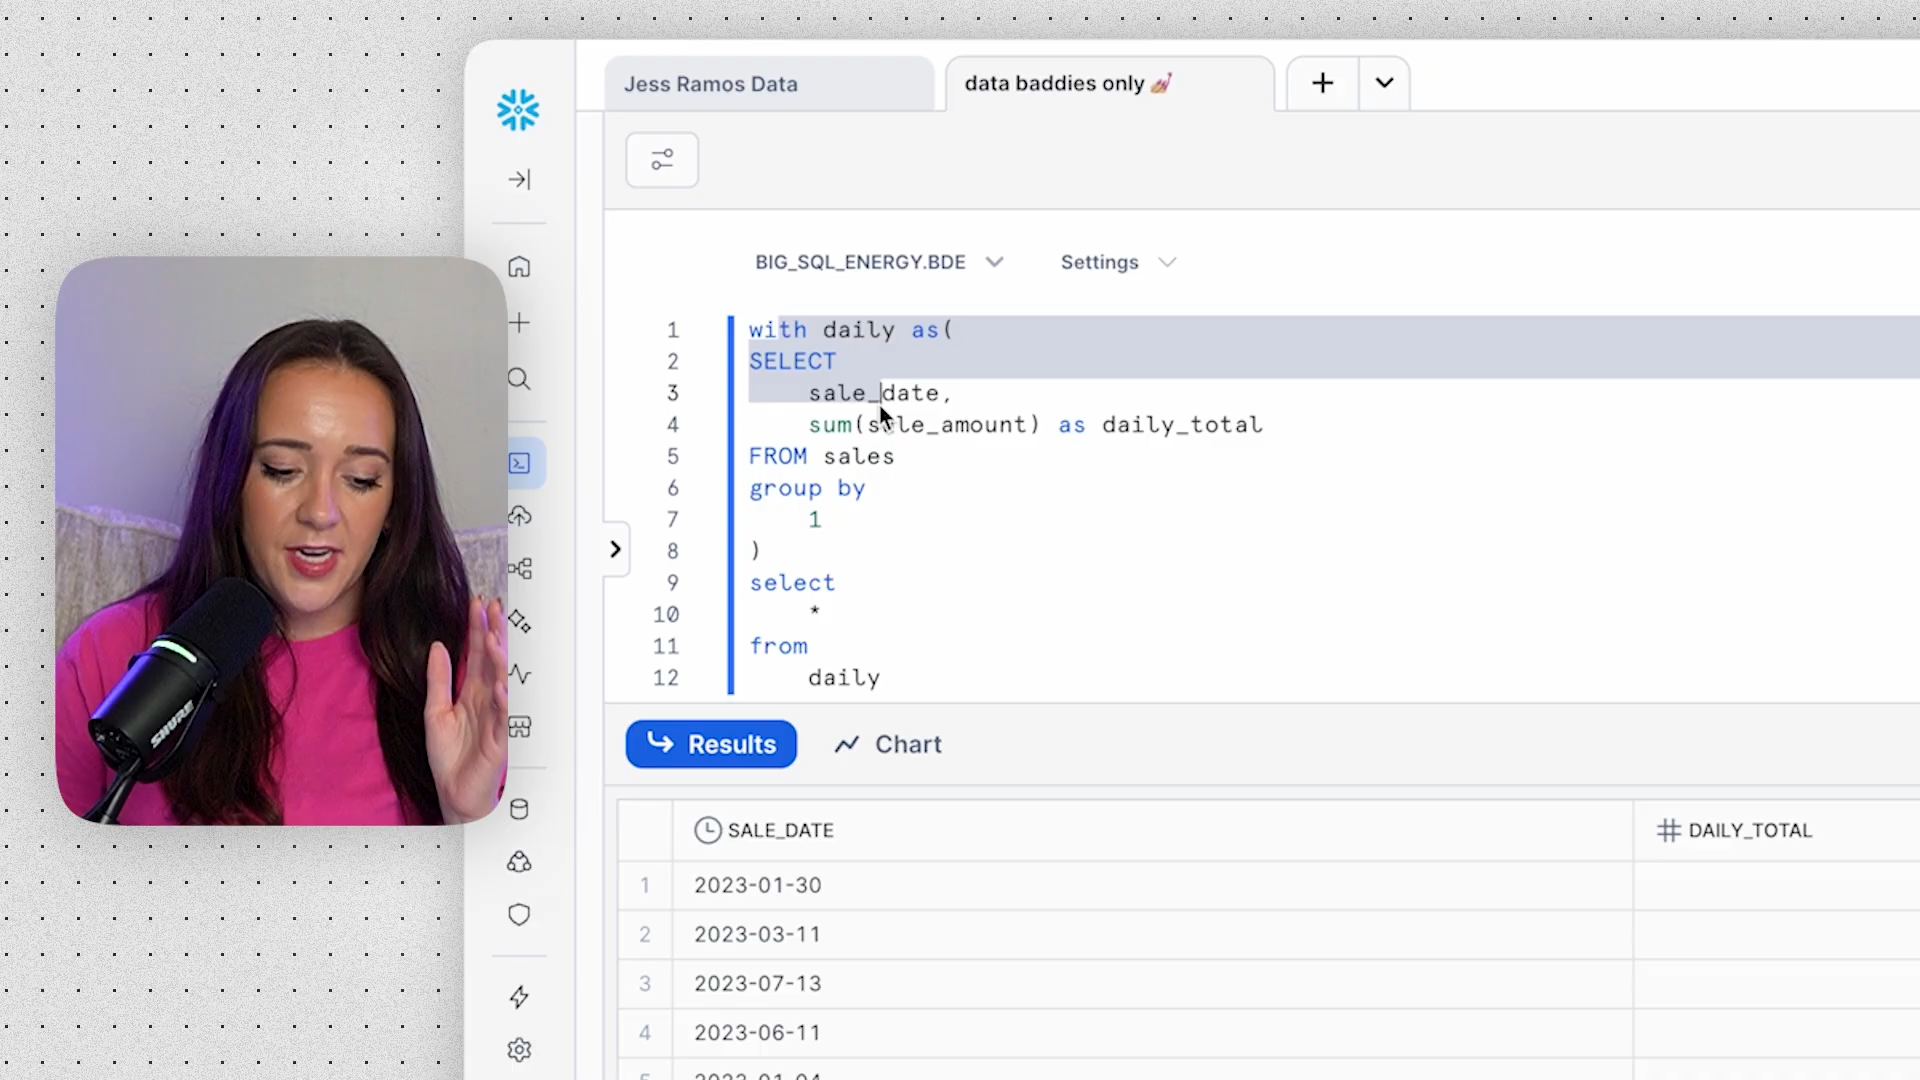 Jess Ramos Data
data baddies only 💅
BIG_SQL_ENERGY.BDE
Settings
1 with daily as(
2 SELECT
3 sale_date,
4 sum(sale_amount) as daily_total
5 FROM sales
6 group by
7 1
8 )
9 select
10 *
11 from
12 daily
Results
Chart
SALE_DATE DAILY_TOTAL
1 2023-01-30
2 2023-03-11
3 2023-07-13
4 2023-06-11
SHURE